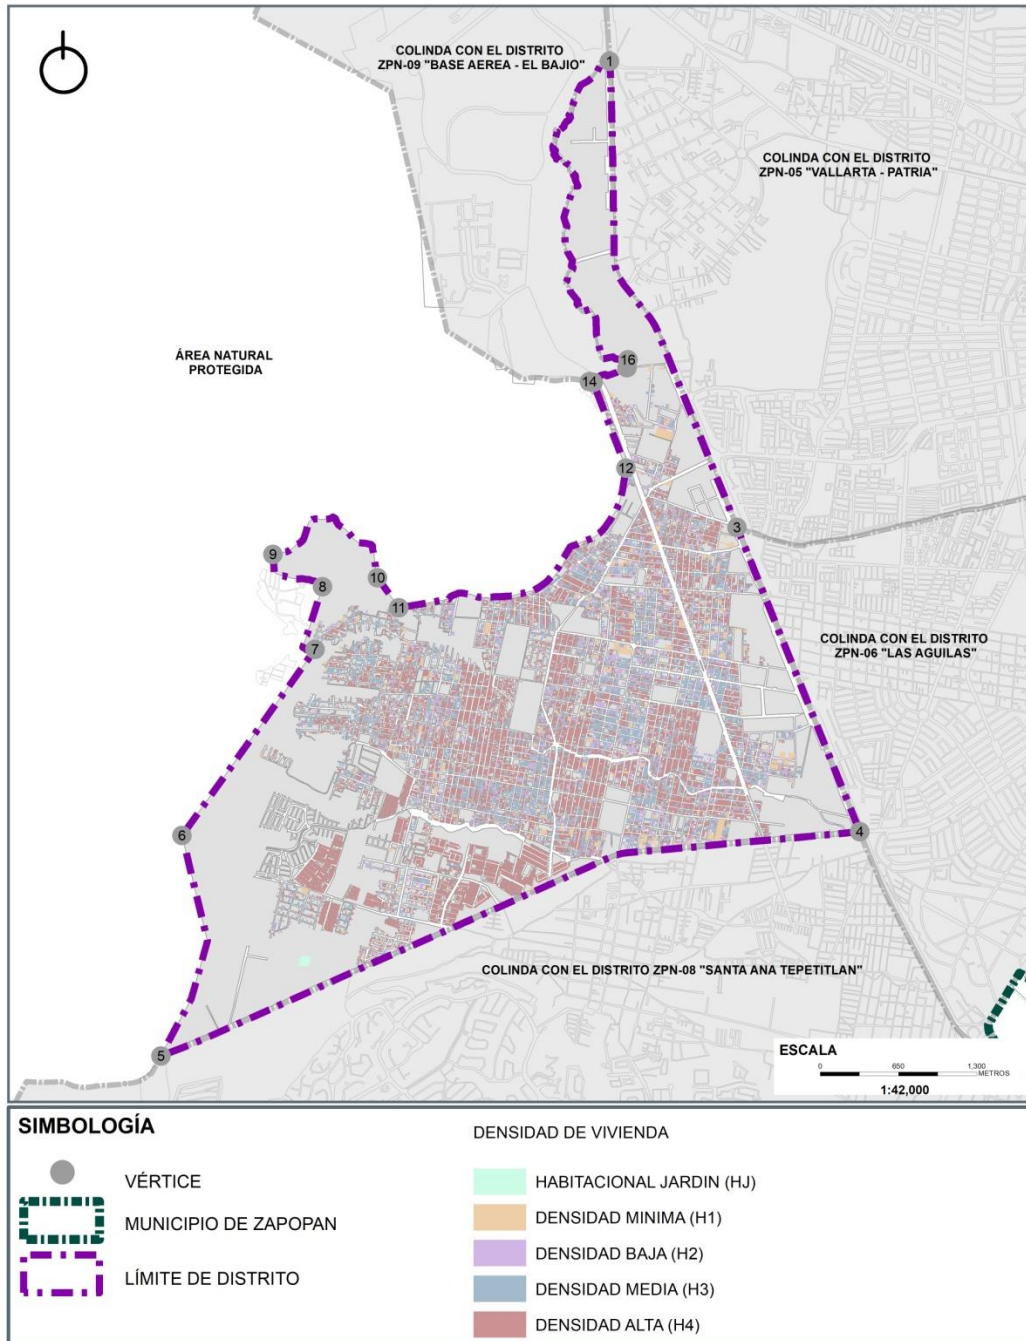 COLINDA CON EL DISTRITO
ZPN-09 "BASE AEREA - EL BAJIO"
1
COLINDA CON EL DISTRITO
ZPN-05 "VALLARTA - PATRIA"
ÁREA NATURAL
PROTEGIDA
16
14
12
3
9
10
8
11
7
COLINDA CON EL DISTRITO
ZPN-06 "LAS AGUILAS"
6
4
COLINDA CON EL DISTRITO ZPN-08 "SANTA ANA TEPETITLAN"
5
ESCALA
0 650 1,300
METROS
1:42,000
SIMBOLOGÍA
VÉRTICE
MUNICIPIO DE ZAPOPAN
LÍMITE DE DISTRITO
DENSIDAD DE VIVIENDA
HABITACIONAL JARDIN (HJ)
DENSIDAD MINIMA (H1)
DENSIDAD BAJA (H2)
DENSIDAD MEDIA (H3)
DENSIDAD ALTA (H4)